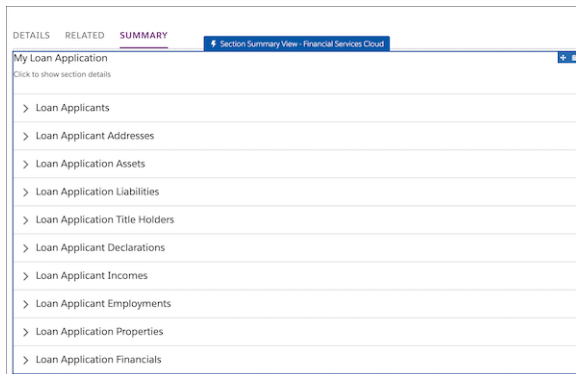 DETAILS RELATED SUMMARY
Section Summary View - Financial Services Cloud
My Loan Application
Click to show section details
Loan Applicants
Loan Applicant Addresses
Loan Application Assets
Loan Application Liabilities
Loan Application Title Holders
Loan Applicant Declarations
Loan Applicant Incomes
Loan Applicant Employments
Loan Application Properties
Loan Application Financials